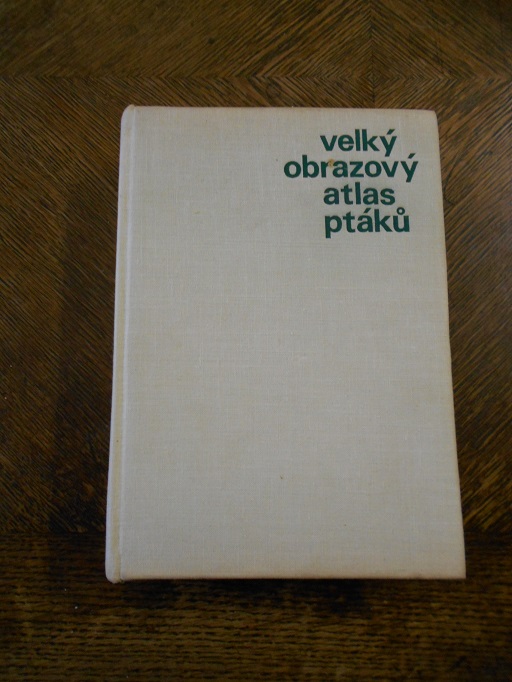 velký
obrazový
atlas
ptáků